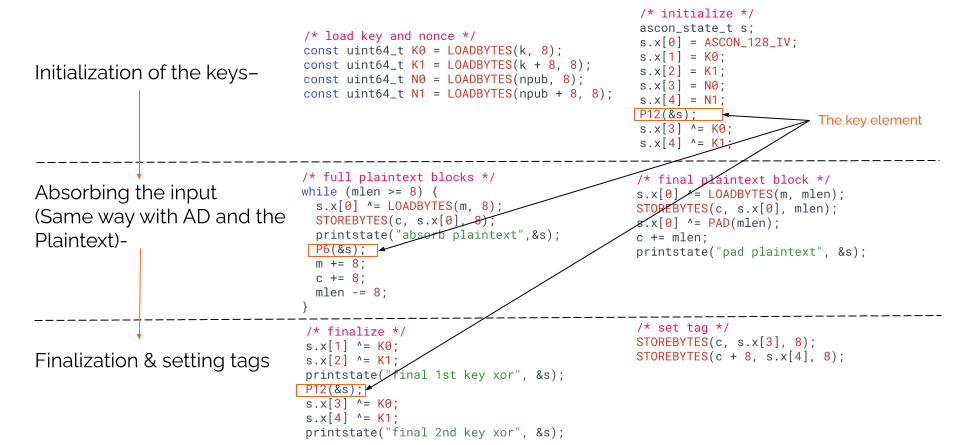 Initialization of the keys–
/* load key and nonce */
const uint64_t K0 = LOADBYTES(k, 8);
const uint64_t K1 = LOADBYTES(k + 8, 8);
const uint64_t N0 = LOADBYTES(npub, 8);
const uint64_t N1 = LOADBYTES(npub + 8, 8);
/* initialize */
ascon_state_t s;
s.x[0] = ASCON_128_IV;
s.x[1] = K0;
s.x[2] = K1;
s.x[3] = N0;
s.x[4] = N1;
P12(&s);
s.x[3] ^= K0;
s.x[4] ^= K1;
The key element
Absorbing the input
(Same way with AD and the
Plaintext)-
/* full plaintext blocks */
while (mlen >= 8) {
s.x[0] ^= LOADBYTES(m, 8);
STOREBYTES(c, s.x[0], 8);
printstate("absorb plaintext",&s);
P6(&s);
m += 8;
c += 8;
mlen -= 8;
}
/* final plaintext block */
s.x[0] ^= LOADBYTES(m, mlen);
STOREBYTES(c, s.x[0], mlen);
s.x[0] ^= PAD(mlen);
c += mlen;
printstate("pad plaintext", &s);
Finalization & setting tags
/* finalize */
s.x[1] ^= K0;
s.x[2] ^= K1;
printstate("final 1st key xor", &s);
P12(&s);
s.x[3] ^= K0;
s.x[4] ^= K1;
printstate("final 2nd key xor", &s);
/* set tag */
STOREBYTES(c, s.x[3], 8);
STOREBYTES(c + 8, s.x[4], 8);